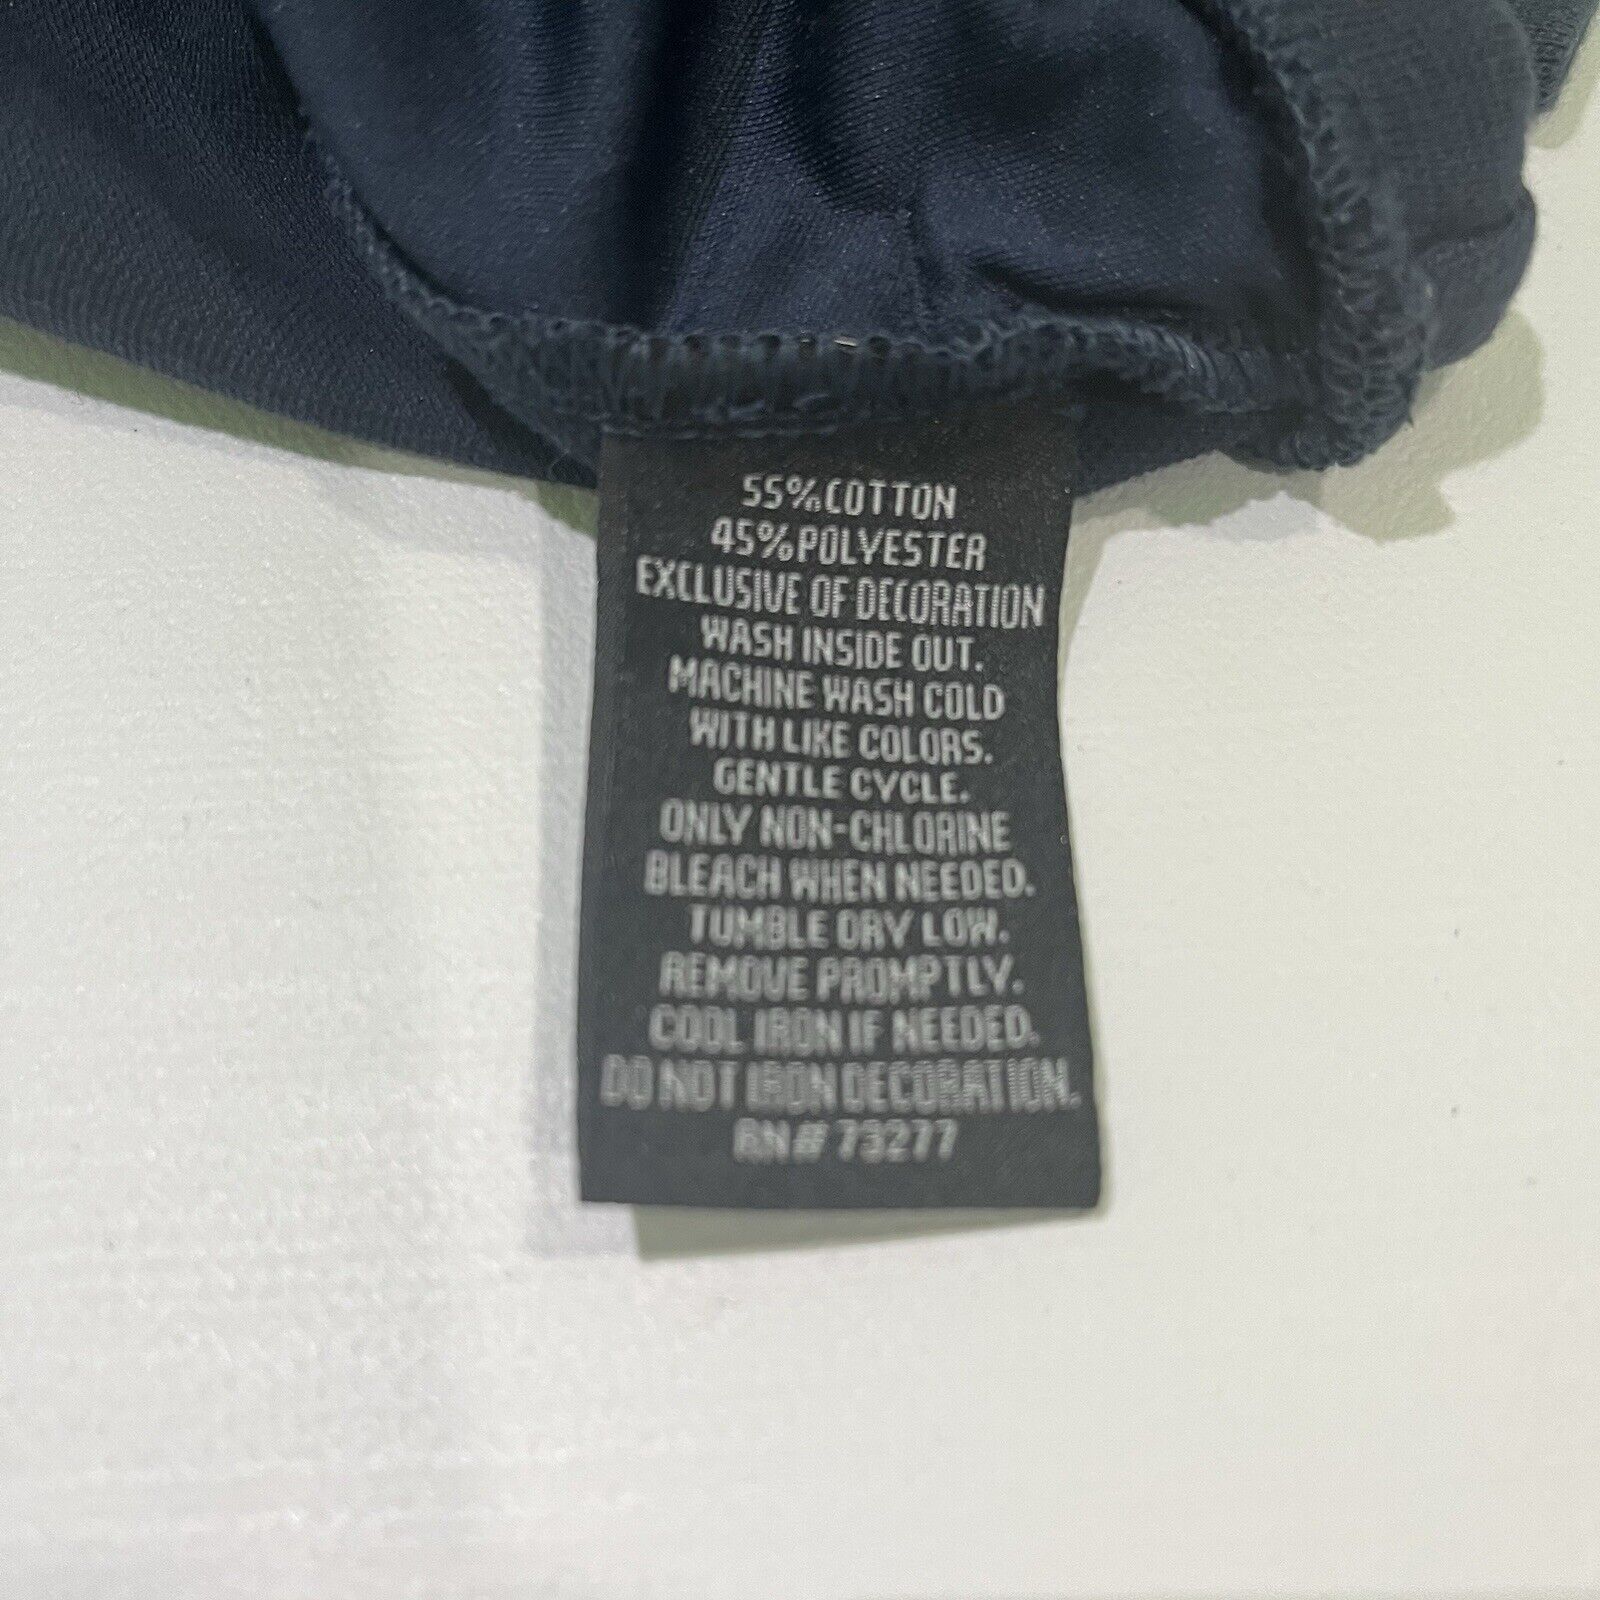 55% COTTON
45% POLYESTER
EXCLUSIVE OF DECORATION
WASH INSIDE OUT.
MACHINE WASH COLD
WITH LIKE COLORS.
GENTLE CYCLE.
ONLY NON-CHLORINE
BLEACH WHEN NEEDED.
TUMBLE DRY LOW.
REMOVE PROMPTLY.
COOL IRON IF NEEDED.
DO NOT IRON DECORATION.
RN# 73277